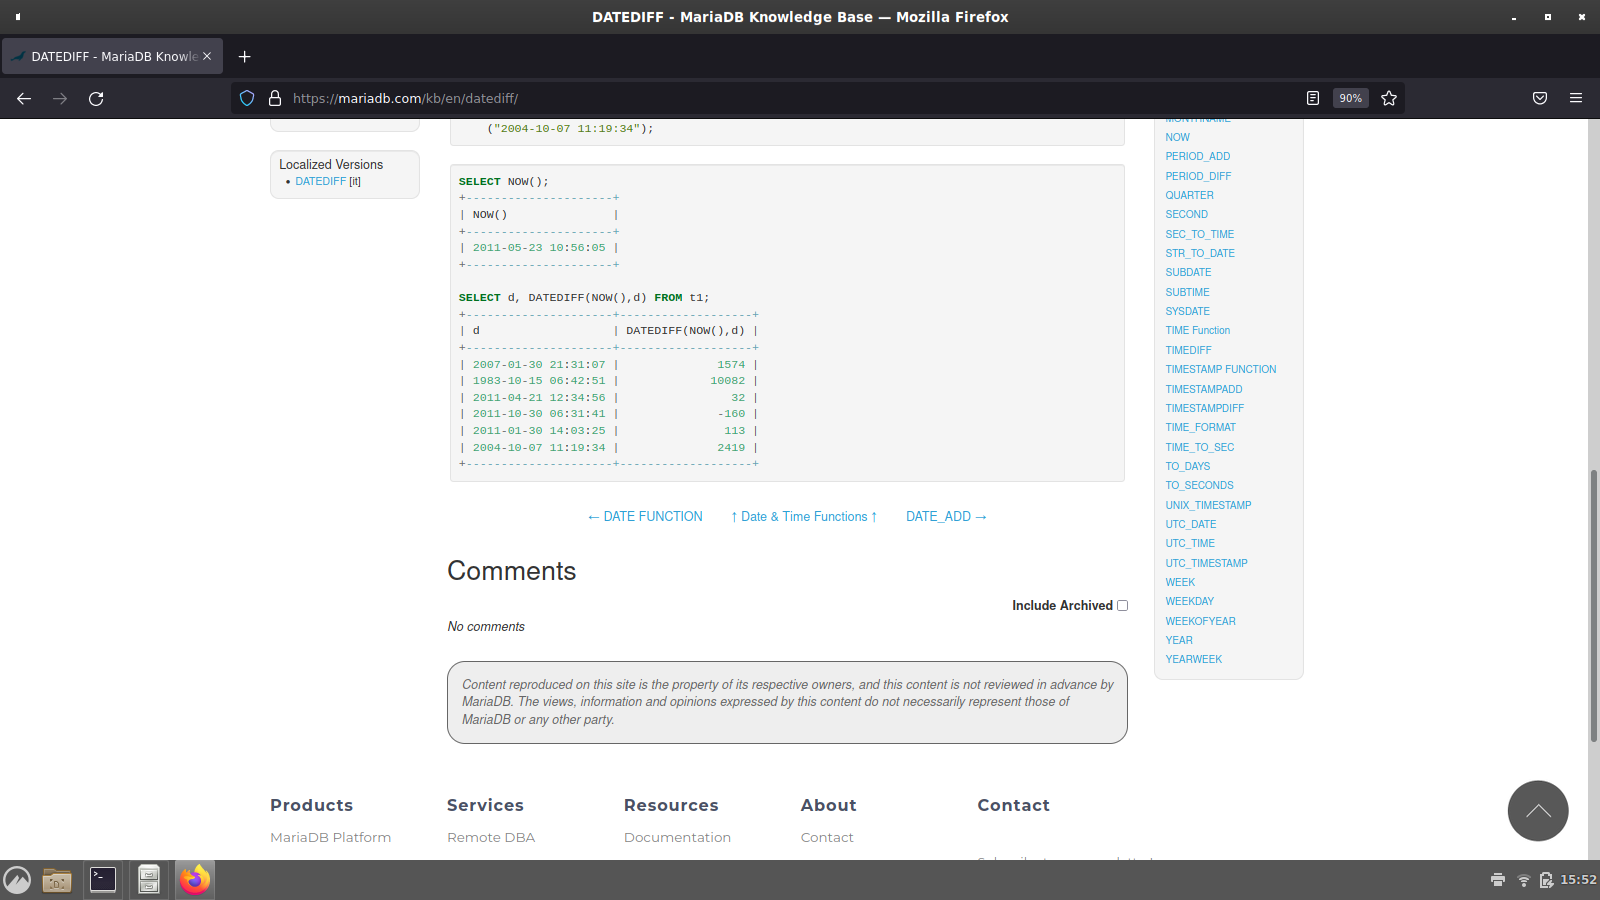 DATEDIFF - MariaDB Knowledge Base — Mozilla Firefox
DATEDIFF - MariaDB Knowle
https://mariadb.com/kb/en/datediff/
90%
Localized Versions
• DATEDIFF [it]
("2004-10-07 11:19:34");
SELECT NOW();
+---------------------+
| NOW()               |
+---------------------+
| 2011-05-23 10:56:05 |
+---------------------+
SELECT d, DATEDIFF(NOW(),d) FROM t1;
+---------------------+-------------------+
| d                   | DATEDIFF(NOW(),d) |
+---------------------+-------------------+
| 2007-01-30 21:31:07 |              1574 |
| 1983-10-15 06:42:51 |             10082 |
| 2011-04-21 12:34:56 |                32 |
| 2011-10-30 06:31:41 |              -160 |
| 2011-01-30 14:03:25 |               113 |
| 2004-10-07 11:19:34 |              2419 |
+---------------------+-------------------+
← DATE FUNCTION ↑ Date & Time Functions ↑ DATE_ADD →
Comments
Include Archived
No comments
Content reproduced on this site is the property of its respective owners, and this content is not reviewed in advance by
MariaDB. The views, information and opinions expressed by this content do not necessarily represent those of
MariaDB or any other party.
MONTHNAME
NOW
PERIOD_ADD
PERIOD_DIFF
QUARTER
SECOND
SEC_TO_TIME
STR_TO_DATE
SUBDATE
SUBTIME
SYSDATE
TIME Function
TIMEDIFF
TIMESTAMP FUNCTION
TIMESTAMPADD
TIMESTAMPDIFF
TIME_FORMAT
TIME_TO_SEC
TO_DAYS
TO_SECONDS
UNIX_TIMESTAMP
UTC_DATE
UTC_TIME
UTC_TIMESTAMP
WEEK
WEEKDAY
WEEKOFYEAR
YEAR
YEARWEEK
Products Services Resources About Contact
MariaDB Platform Remote DBA Documentation Contact
15:52